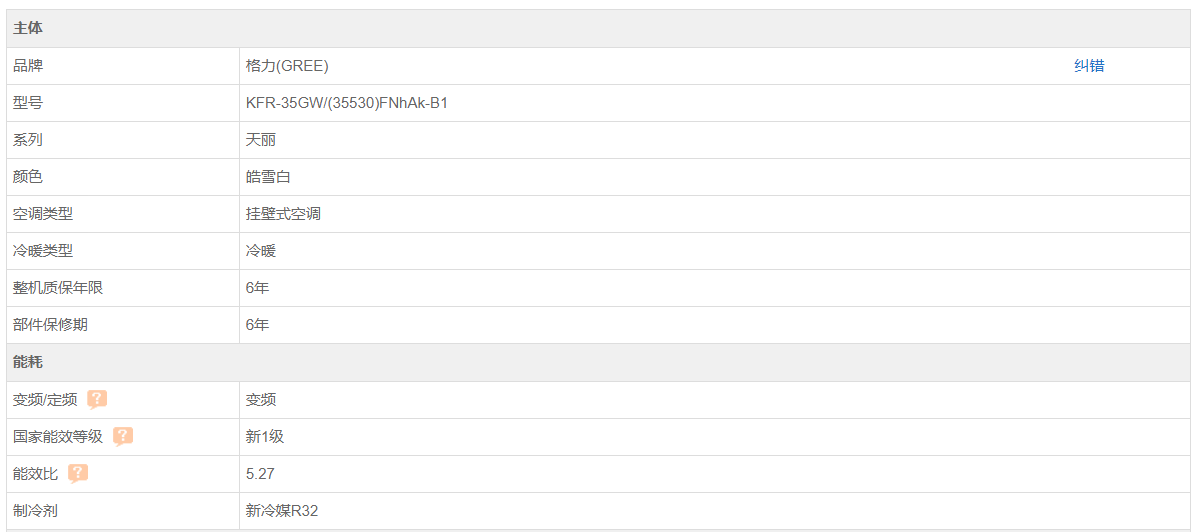 主体
品牌 格力(GREE) 纠错
型号 KFR-35GW/(35530)FNhAk-B1
系列 天丽
颜色 皓雪白
空调类型 挂壁式空调
冷暖类型 冷暖
整机质保年限 6年
部件保修期 6年
能耗
变频/定频 ? 变频
国家能效等级 ? 新1级
能效比 ? 5.27
制冷剂 新冷媒R32